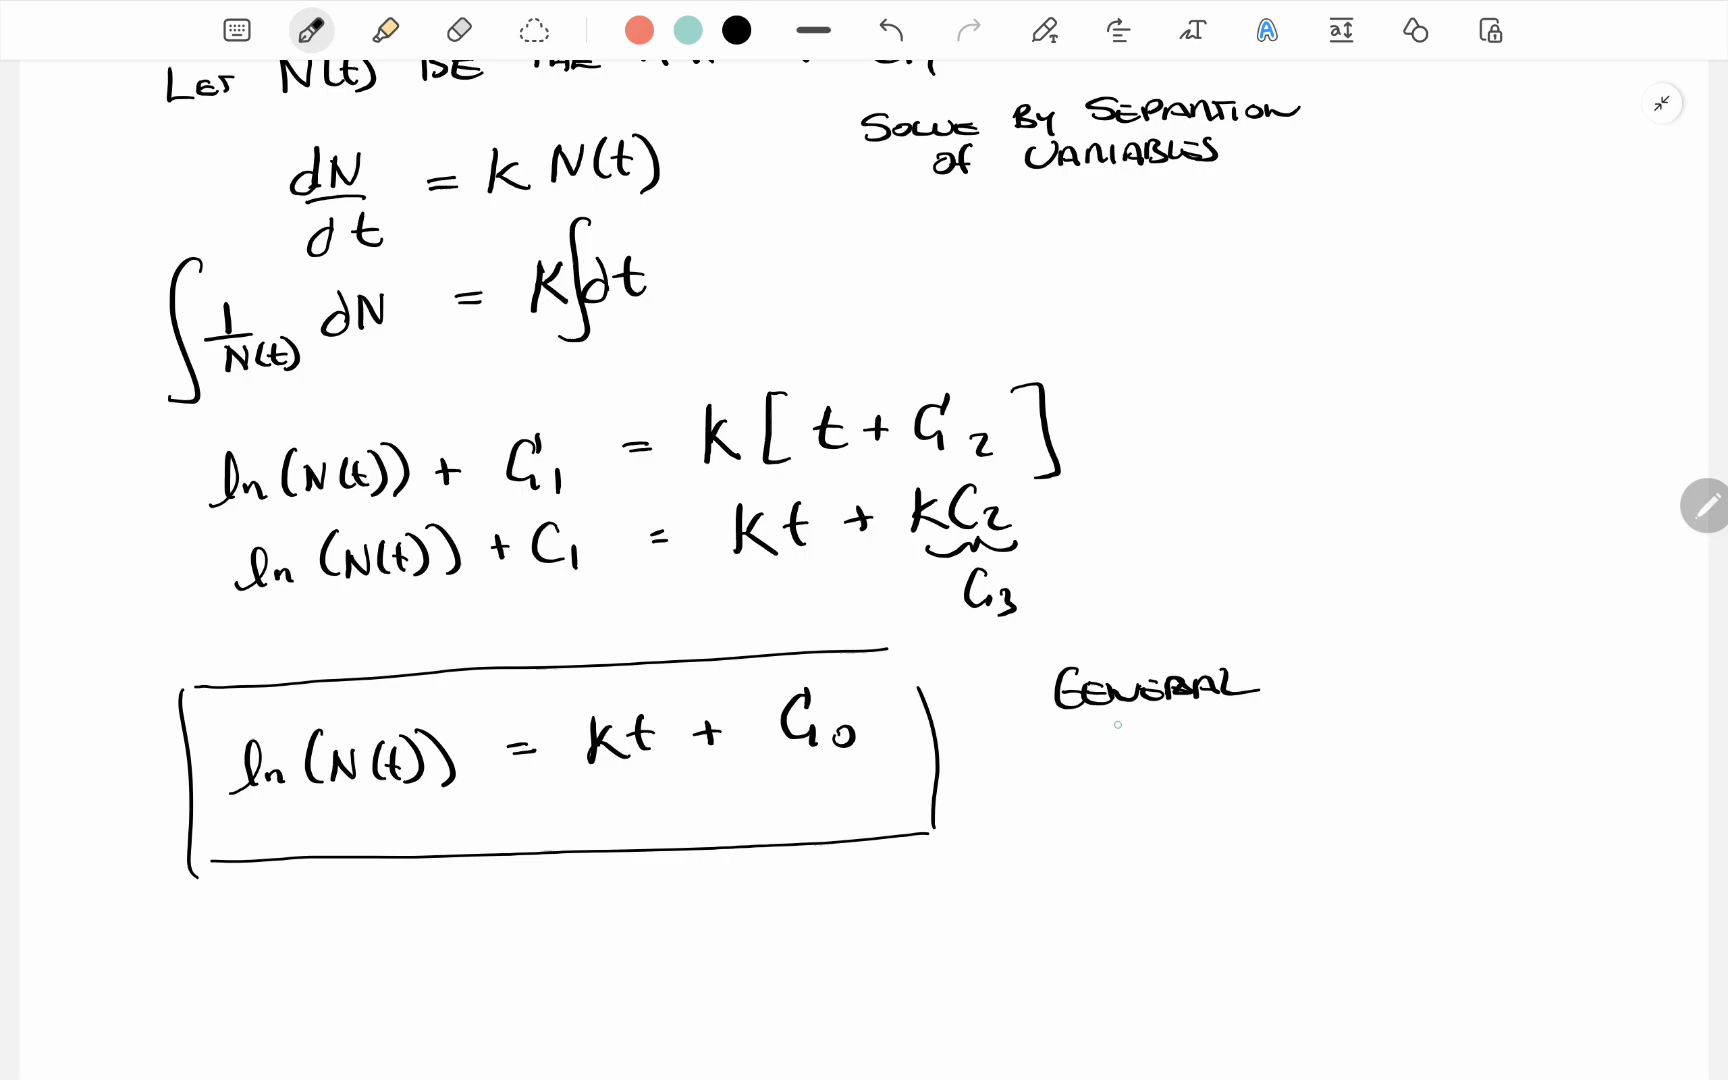 LET N(t) BE THE
SOLVE BY SEPARTION
OF VARIABLES
dN/dt = k N(t)
∫ 1/N(t) dN = k∫dt
ln(N(t)) + C₁ = k[t + C₂]
ln(N(t)) + C₁ = kt + kC₂
C₃
ln(N(t)) = kt + C₀
GENERAL